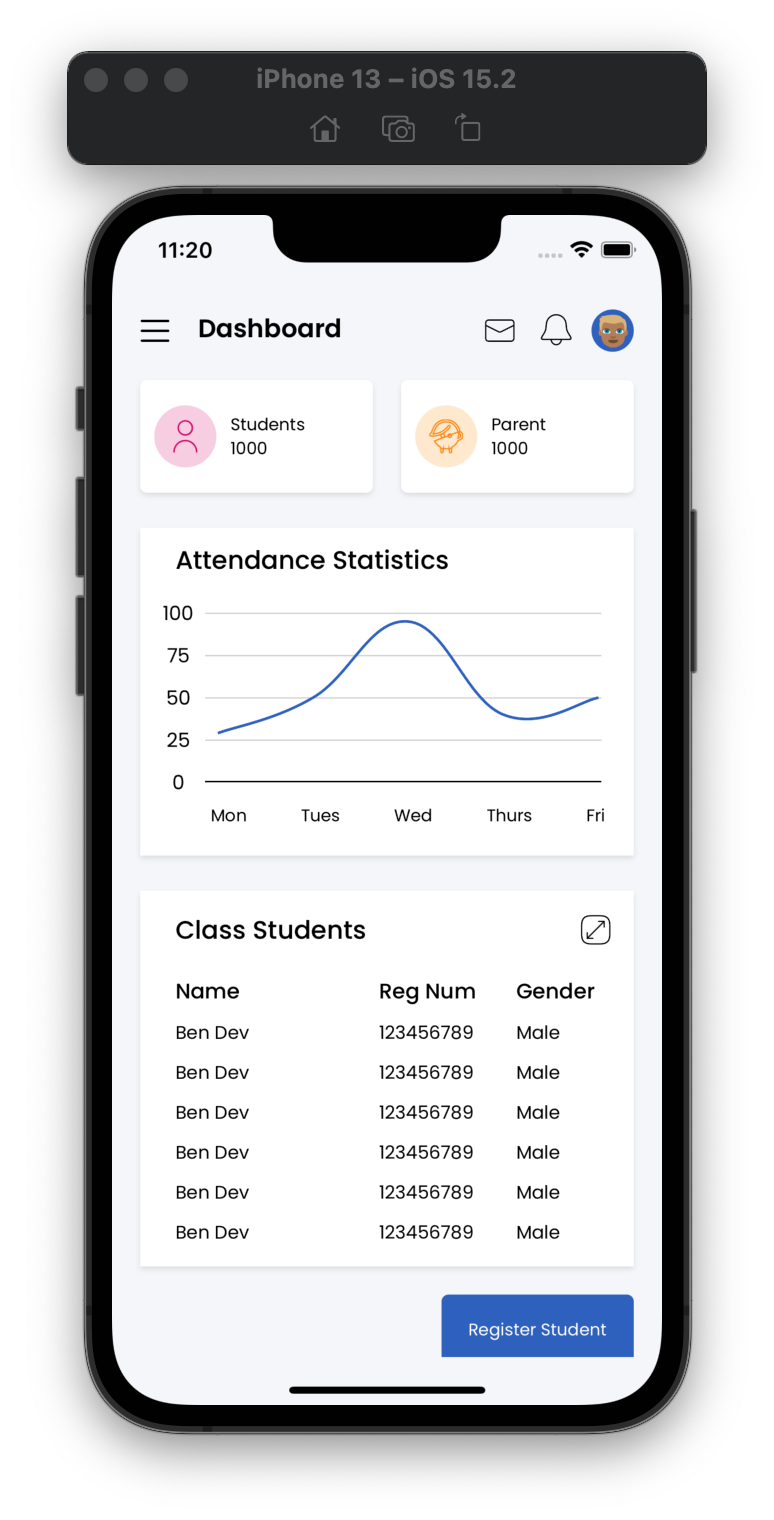 iPhone 13 – iOS 15.2
11:20
Dashboard
Students
1000
Parent
1000
Attendance Statistics
100
75
50
25
0
Mon Tues Wed Thurs Fri
Class Students
Name Reg Num Gender
Ben Dev 123456789 Male
Ben Dev 123456789 Male
Ben Dev 123456789 Male
Ben Dev 123456789 Male
Ben Dev 123456789 Male
Ben Dev 123456789 Male
Register Student